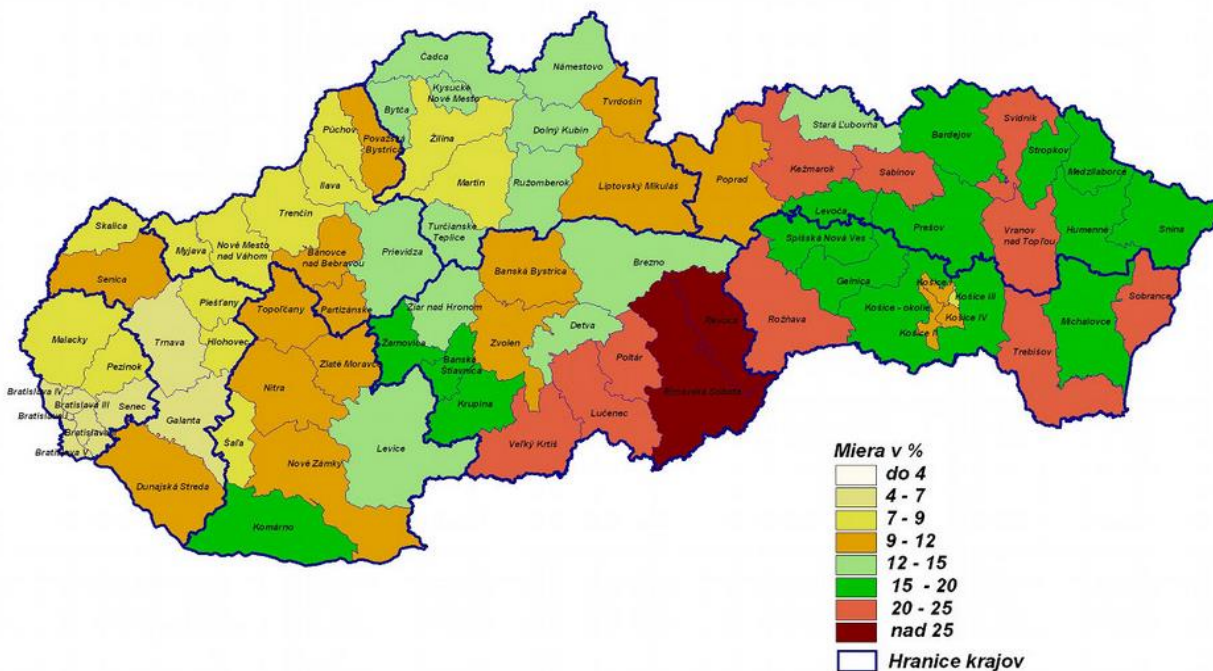 Čadca
Námestovo
Kysucké
Nové Mesto
Tvrdošín
Bytča
Púchov
Považská
Bystrica
Žilina
Dolný Kubín
Stará Ľubovňa
Bardejov
Svidník
Stropkov
Medzilaborce
Ilava
Martin
Ružomberok
Liptovský Mikuláš
Poprad
Kežmarok
Sabinov
Trenčín
Levoča
Prešov
Vranov
nad Topľou
Humenné
Snina
Skalica
Myjava
Nové Mesto
nad Váhom
Turčianske
Teplice
Prievidza
Bánovce
nad Bebravou
Spišská Nová Ves
Senica
Banská Bystrica
Brezno
Gelnica
Piešťany
Topoľčany
Partizánske
Žiar nad Hronom
Košice III
Sobrance
Rožňava
Košice - okolie
Košice IV
Michalovce
Malacky
Trnava
Hlohovec
Detva
Košice II
Zvolen
Žarnovica
Poltár
Trebišov
Zlaté Moravce
Banská
Štiavnica
Pezinok
Nitra
Rimavská Sobota
Bratislava IV
Bratislava III
Senec
Krupina
Lučenec
Galanta
Veľký Krtíš
Šaľa
Levice
Bratislava V
Nové Zámky
Dunajská Streda
Komárno
Miera v %
do 4
4 - 7
7 - 9
9 - 12
12 - 15
15 - 20
20 - 25
nad 25
Hranice krajov